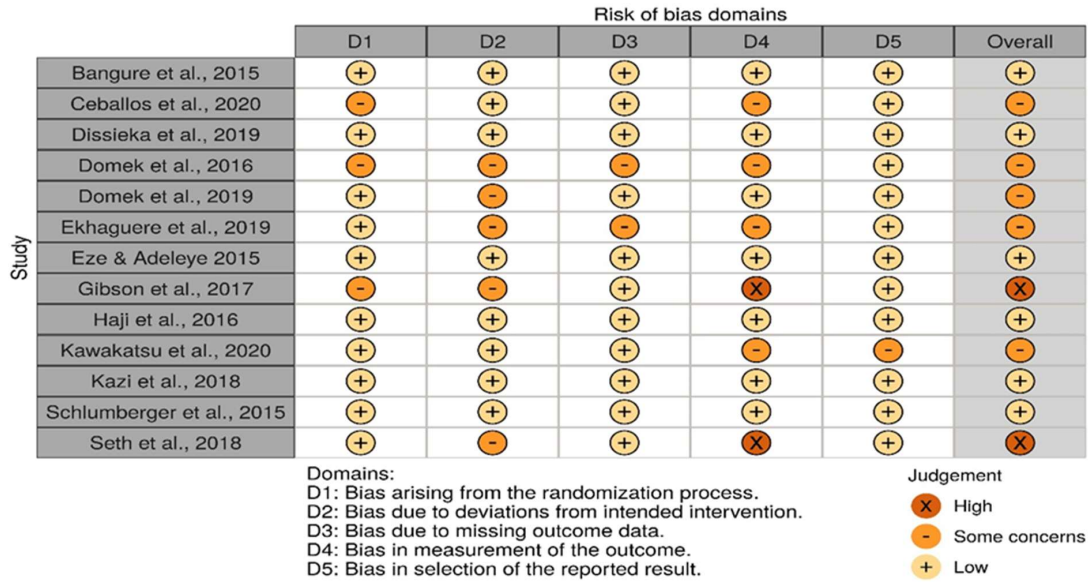 Risk of bias domains
D1 D2 D3 D4 D5 Overall
Study
Bangure et al., 2015 + + + + + +
Ceballos et al., 2020 - + + - + -
Dissieka et al., 2019 + + + + + +
Domek et al., 2016 - - - - + -
Domek et al., 2019 + - + + + -
Ekhaguere et al., 2019 + - - - + -
Eze & Adeleye 2015 + + + + + +
Gibson et al., 2017 - - + X + X
Haji et al., 2016 + + + + + +
Kawakatsu et al., 2020 + + + - - -
Kazi et al., 2018 + + + + + +
Schlumberger et al., 2015 + + + + + +
Seth et al., 2018 + - + X + X
Domains:
D1: Bias arising from the randomization process.
D2: Bias due to deviations from intended intervention.
D3: Bias due to missing outcome data.
D4: Bias in measurement of the outcome.
D5: Bias in selection of the reported result.
Judgement
X High
- Some concerns
+ Low